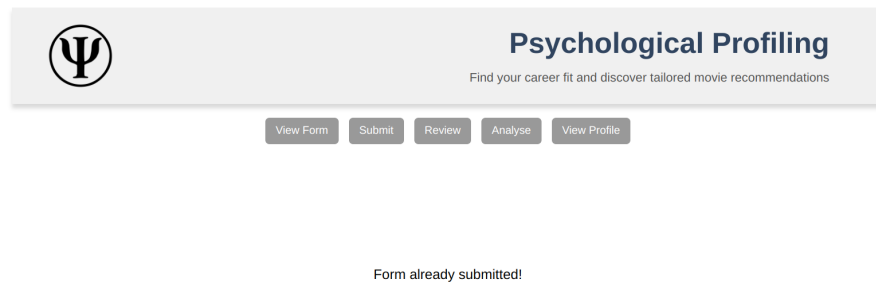 Ψ
Psychological Profiling
Find your career fit and discover tailored movie recommendations
View Form Submit Review Analyse View Profile
Form already submitted!